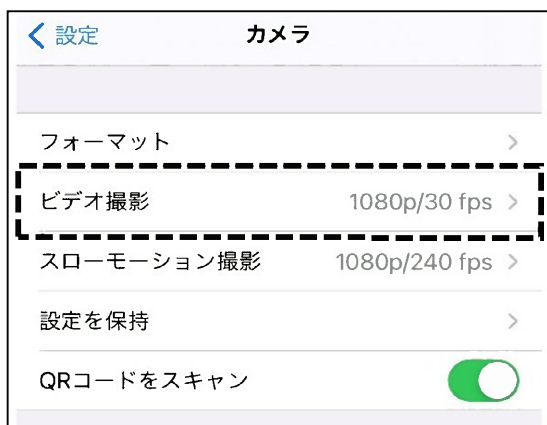 設定 カメラ
フォーマット
ビデオ撮影 1080p/30 fps
スローモーション撮影 1080p/240 fps
設定を保持
QRコードをスキャン